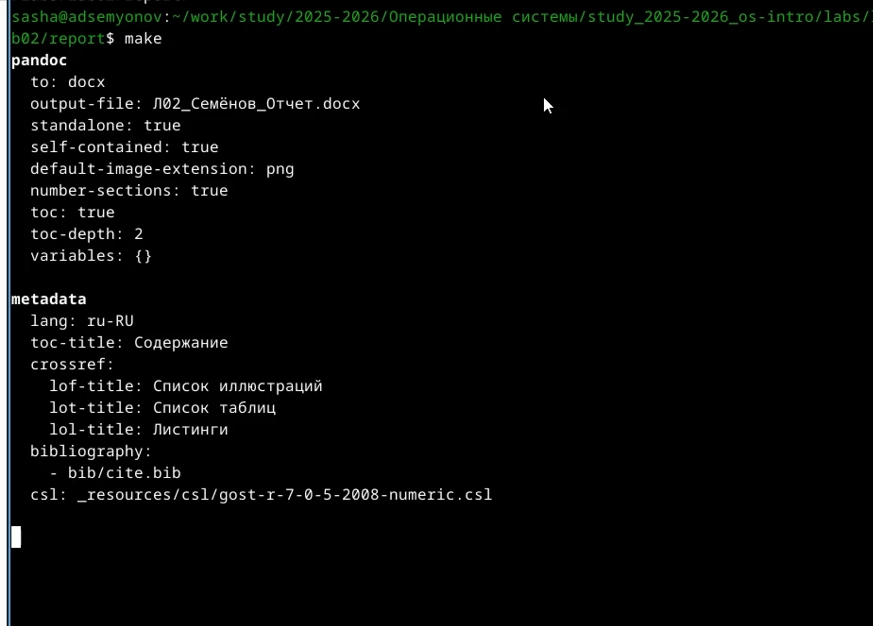 sasha@adsemyonov:~/work/study/2025-2026/Операционные системы/study_2025-2026_os-intro/labs/
b02/report$ make
pandoc
to: docx
output-file: Л02_Семёнов_Отчет.docx
standalone: true
self-contained: true
default-image-extension: png
number-sections: true
toc: true
toc-depth: 2
variables: {}
metadata
lang: ru-RU
toc-title: Содержание
crossref:
lof-title: Список иллюстраций
lot-title: Список таблиц
lol-title: Листинги
bibliography:
- bib/cite.bib
csl: _resources/csl/gost-r-7-0-5-2008-numeric.csl